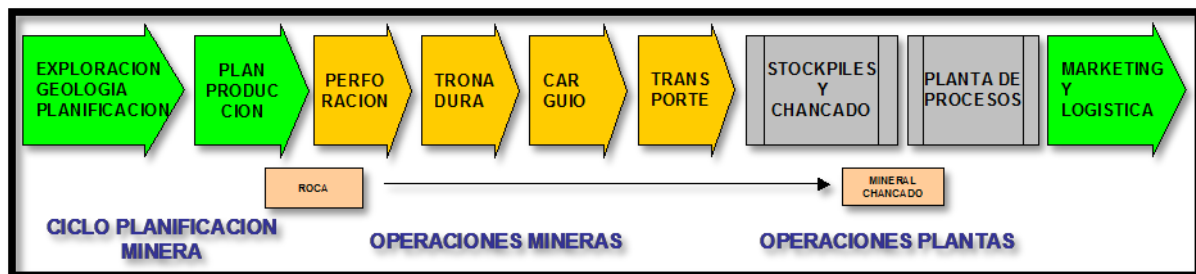 EXPLORACION
GEOLOGIA
PLANIFICACION
PLAN
PRODUC
CION
PERFO
RACION
TRONA
DURA
CAR
GUIO
TRANS
PORTE
STOCKPILES
Y
CHANCADO
PLANTA DE
PROCESOS
MARKETING
Y
LOGISTICA
ROCA
MINERAL
CHANCADO
CICLO PLANIFICACION
MINERA
OPERACIONES MINERAS
OPERACIONES PLANTAS